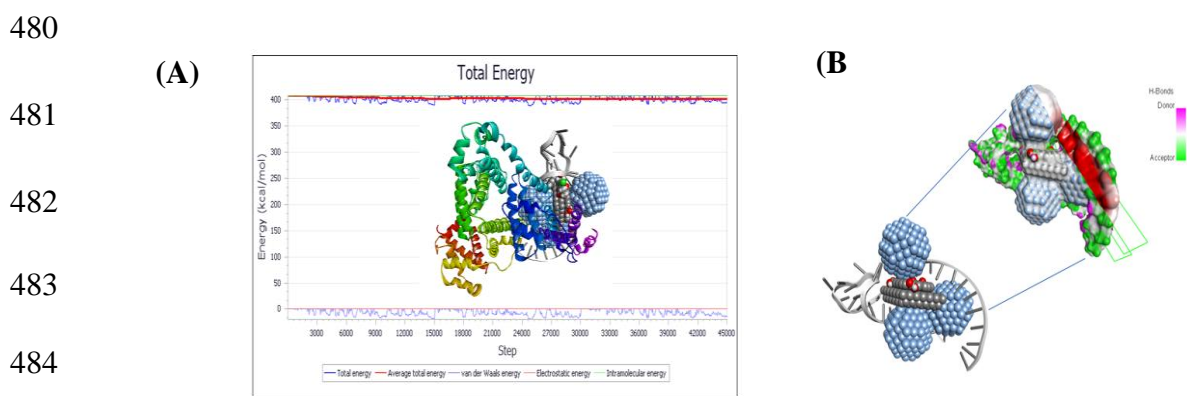 480
481
482
483
484
(A)
Total Energy
Energy (kcal/mol)
400
350
300
250
200
150
100
50
0
3000 6000 9000 12000 15000 18000 21000 24000 27000 30000 33000 36000 39000 42000 45000
Step
Total energy Average total energy van der Waals energy Electrostatic energy Intramolecular energy
(B
H-Bonds
Donor
Acceptor